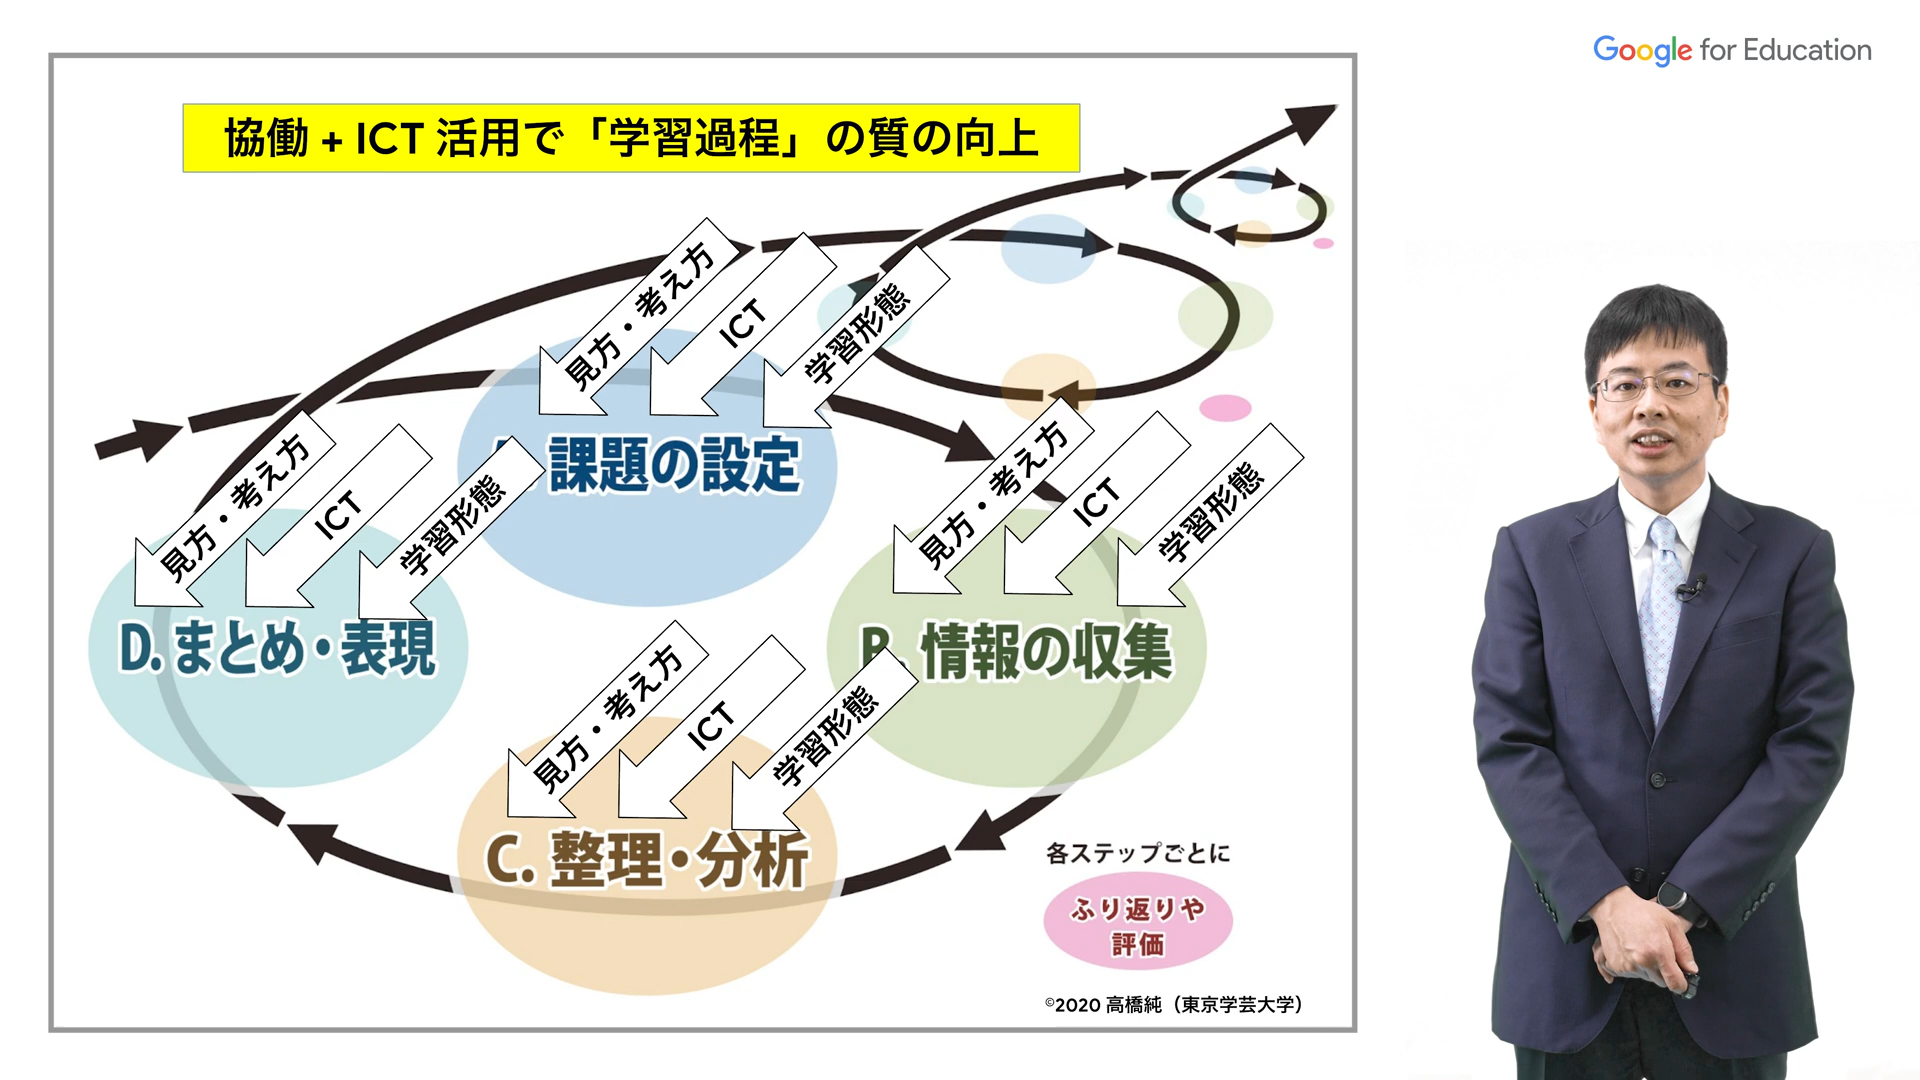 Google for Education
協働 + ICT 活用で「学習過程」の質の向上
見方・考え方
ICT
学習形態
課題の設定
見方・考え方
ICT
学習形態
D. まとめ・表現
見方・考え方
ICT
学習形態
B. 情報の収集
見方・考え方
ICT
学習形態
C. 整理・分析
各ステップごとに
ふり返りや
評価
©2020 高橋純（東京学芸大学）